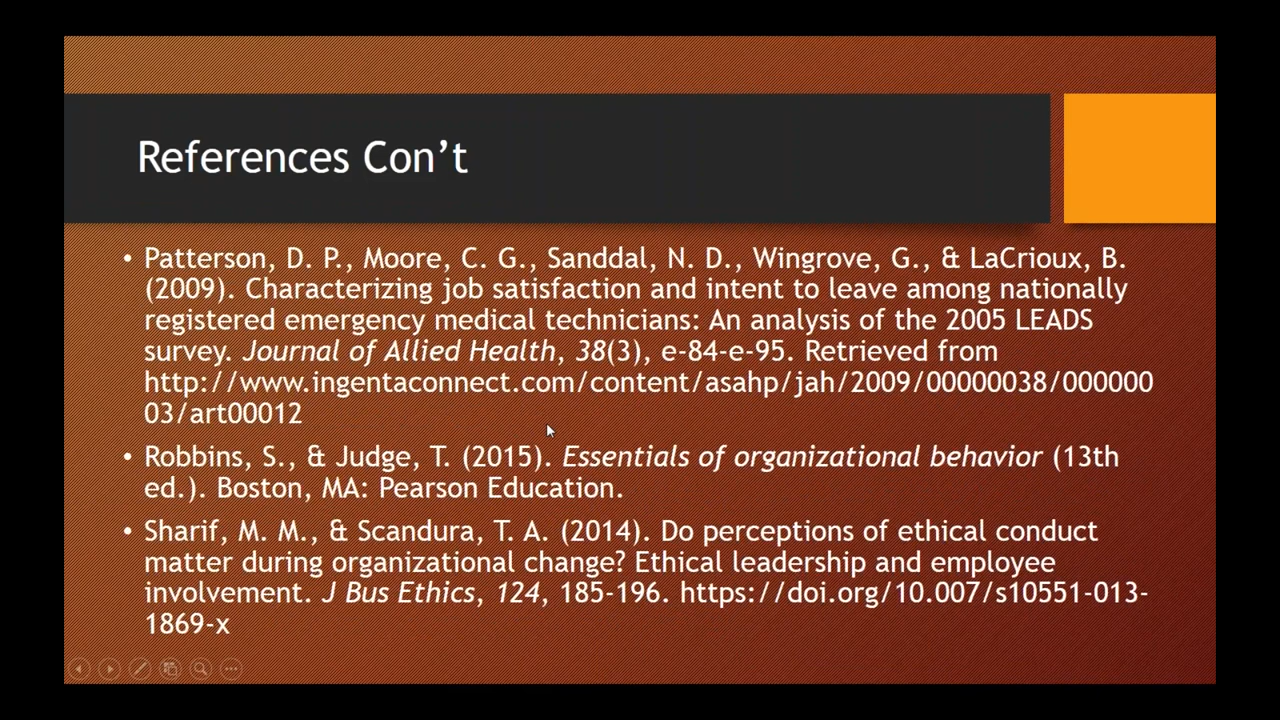 References Con’t
• Patterson, D. P., Moore, C. G., Sanddal, N. D., Wingrove, G., & LaCrioux, B.
(2009). Characterizing job satisfaction and intent to leave among nationally
registered emergency medical technicians: An analysis of the 2005 LEADS
survey. Journal of Allied Health, 38(3), e-84-e-95. Retrieved from
http://www.ingentaconnect.com/content/asahp/jah/2009/00000038/000000
03/art00012
• Robbins, S., & Judge, T. (2015). Essentials of organizational behavior (13th
ed.). Boston, MA: Pearson Education.
• Sharif, M. M., & Scandura, T. A. (2014). Do perceptions of ethical conduct
matter during organizational change? Ethical leadership and employee
involvement. J Bus Ethics, 124, 185-196. https://doi.org/10.007/s10551-013-
1869-x